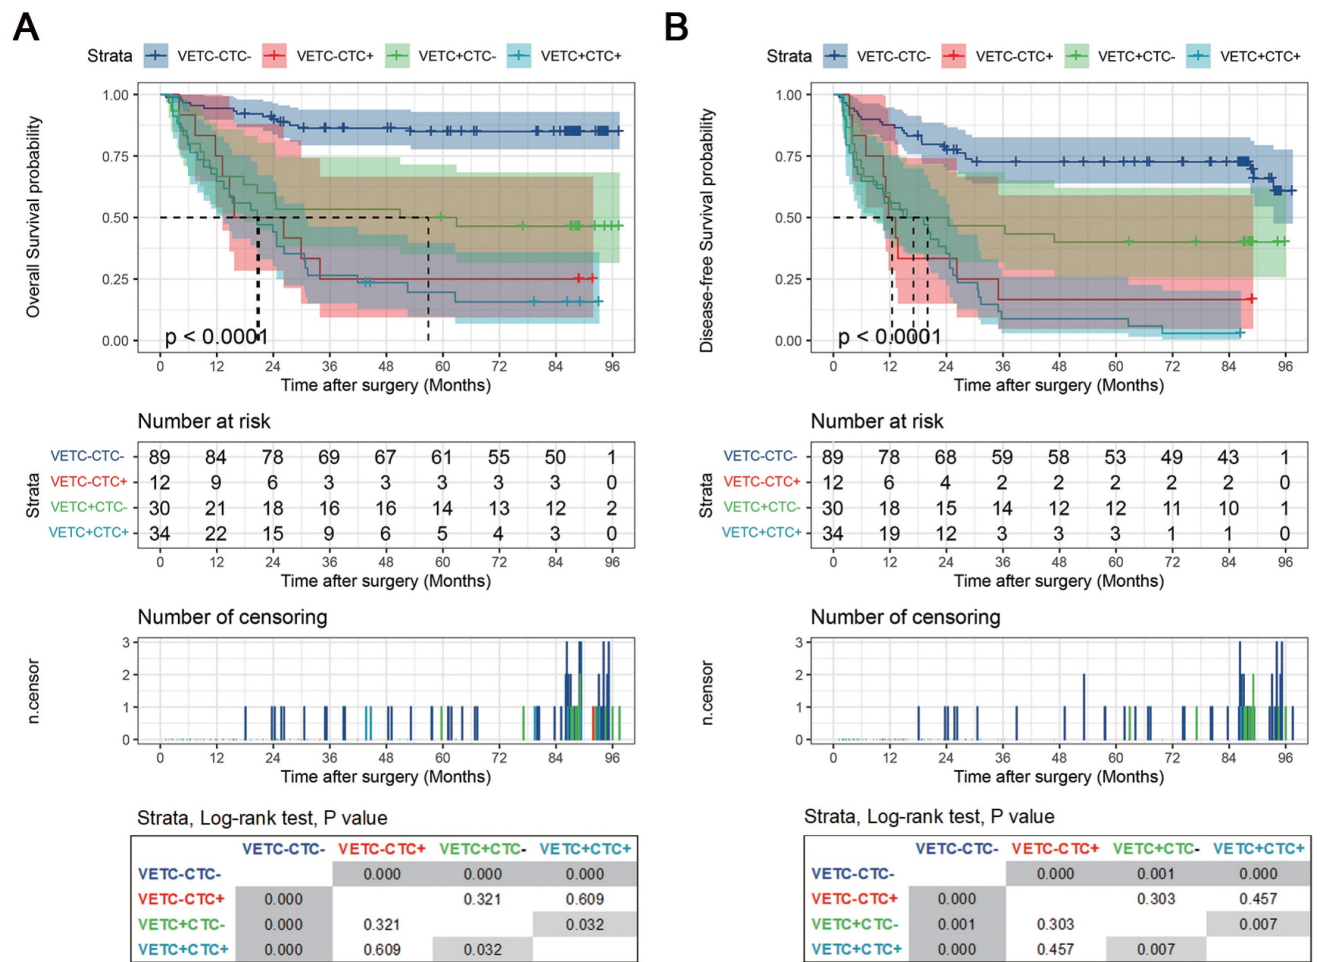 A
Strata VETC-CTC- VETC-CTC+ VETC+CTC- VETC+CTC+
Overall Survival probability
1.00
0.75
0.50
0.25
0.00
p < 0.0001
0 12 24 36 48 60 72 84 96
Time after surgery (Months)
Number at risk
Strata
VETC-CTC- 89 84 78 69 67 61 55 50 1
VETC-CTC+ 12 9 6 3 3 3 3 3 0
VETC+CTC- 30 21 18 16 16 14 13 12 2
VETC+CTC+ 34 22 15 9 6 5 4 3 0
0 12 24 36 48 60 72 84 96
Time after surgery (Months)
Number of censoring
n.censor
3
2
1
0
0 12 24 36 48 60 72 84 96
Time after surgery (Months)
Strata, Log-rank test, P value
VETC-CTC- VETC-CTC+ VETC+CTC- VETC+CTC+
VETC-CTC- 0.000 0.000 0.000
VETC-CTC+ 0.000 0.321 0.609
VETC+CTC- 0.000 0.321 0.032
VETC+CTC+ 0.000 0.609 0.032
B
Strata VETC-CTC- VETC-CTC+ VETC+CTC- VETC+CTC+
Disease-free Survival probability
1.00
0.75
0.50
0.25
0.00
p < 0.0001
0 12 24 36 48 60 72 84 96
Time after surgery (Months)
Number at risk
Strata
VETC-CTC- 89 78 68 59 58 53 49 43 1
VETC-CTC+ 12 6 4 2 2 2 2 2 0
VETC+CTC- 30 18 15 14 12 12 11 10 1
VETC+CTC+ 34 19 12 3 3 3 1 1 0
0 12 24 36 48 60 72 84 96
Time after surgery (Months)
Number of censoring
n.censor
3
2
1
0
0 12 24 36 48 60 72 84 96
Time after surgery (Months)
Strata, Log-rank test, P value
VETC-CTC- VETC-CTC+ VETC+CTC- VETC+CTC+
VETC-CTC- 0.000 0.001 0.000
VETC-CTC+ 0.000 0.303 0.457
VETC+CTC- 0.001 0.303 0.007
VETC+CTC+ 0.000 0.457 0.007